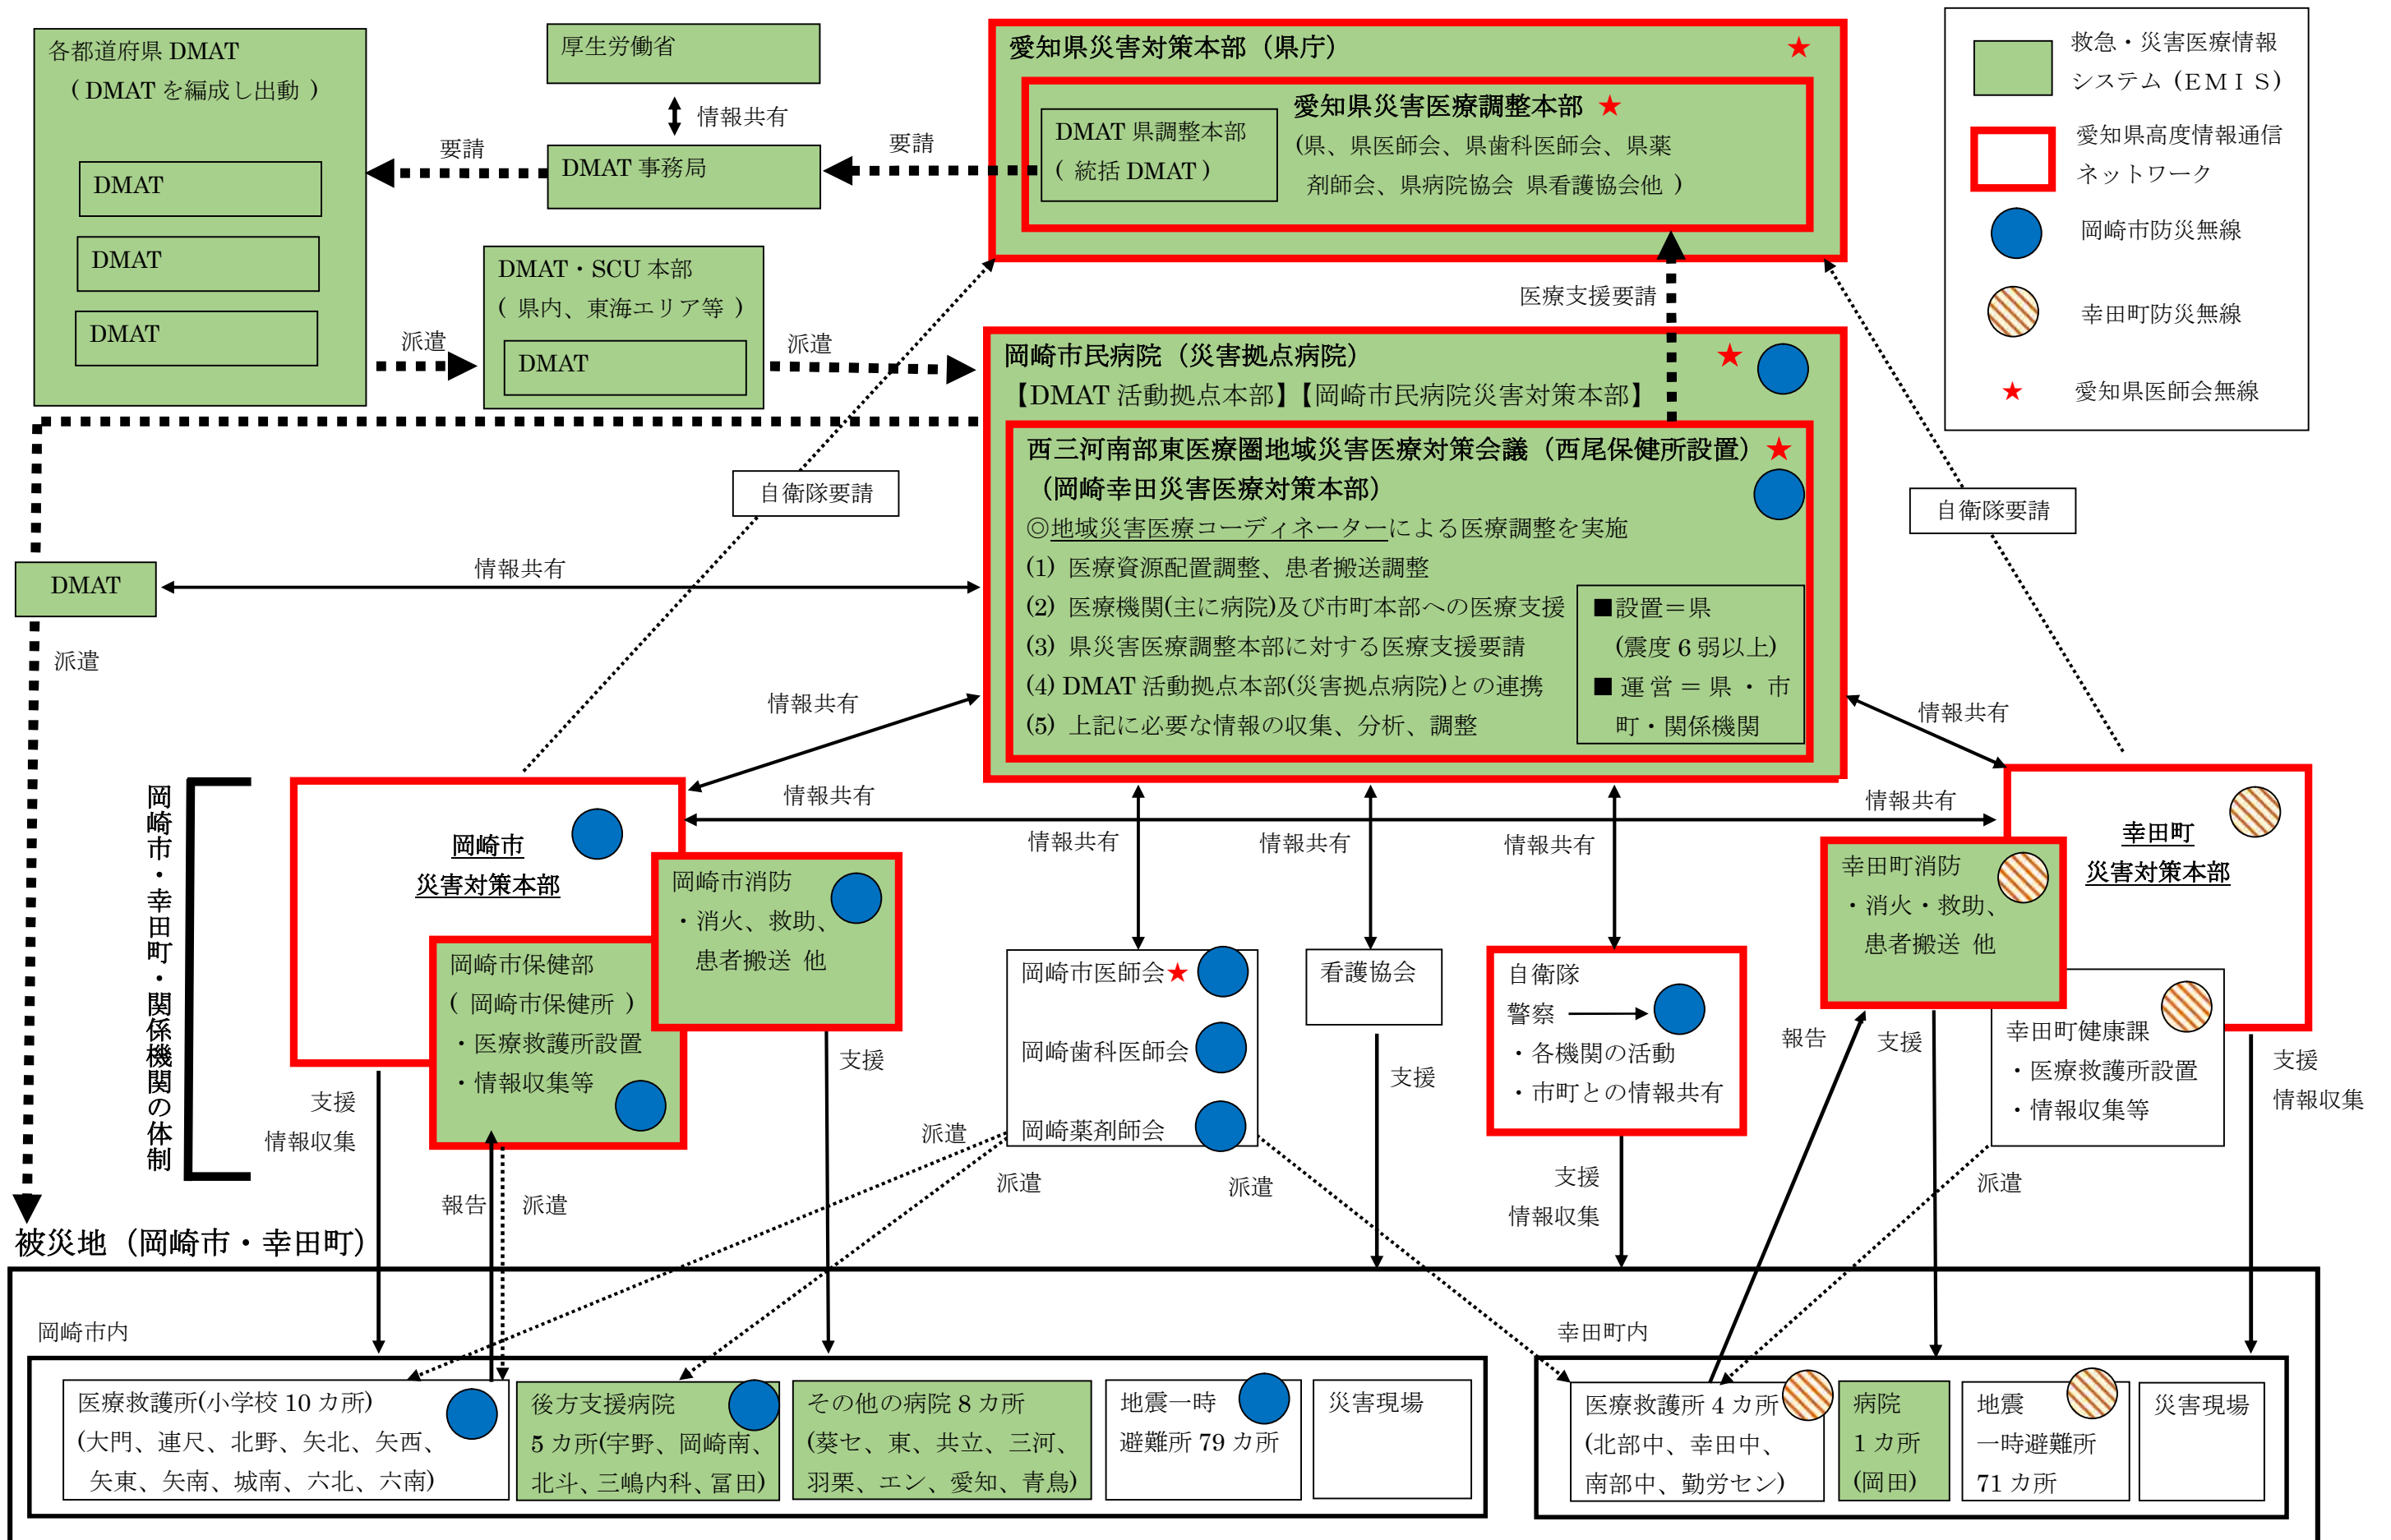 各都道府県 DMAT
( DMAT を編成し出動 )
DMAT
DMAT
DMAT
厚生労働省
情報共有
要請
DMAT 事務局
要請
愛知県災害対策本部（県庁）★
愛知県災害医療調整本部 ★
DMAT 県調整本部
( 統括 DMAT )
(県、県医師会、県歯科医師会、県薬
剤師会、県病院協会 県看護協会他 )
救急・災害医療情報
システム (ＥＭＩＳ)
愛知県高度情報通信
ネットワーク
岡崎市防災無線
幸田町防災無線
★ 愛知県医師会無線
DMAT・SCU 本部
( 県内、東海エリア等 )
DMAT
派遣
派遣
医療支援要請
岡崎市民病院（災害拠点病院） ★
【DMAT 活動拠点本部】【岡崎市民病院災害対策本部】
西三河南部東医療圏地域災害医療対策会議（西尾保健所設置）★
（岡崎幸田災害医療対策本部）
◎地域災害医療コーディネーターによる医療調整を実施
(1) 医療資源配置調整、患者搬送調整
(2) 医療機関(主に病院)及び市町本部への医療支援
(3) 県災害医療調整本部に対する医療支援要請
(4) DMAT 活動拠点本部(災害拠点病院)との連携
(5) 上記に必要な情報の収集、分析、調整
■設置＝県
(震度 6 弱以上)
■運営＝県・市
町・関係機関
自衛隊要請
自衛隊要請
DMAT
情報共有
派遣
情報共有
情報共有
情報共有
情報共有
情報共有
情報共有
情報共有
岡崎市・幸田町・関係機関の体制
岡崎市
災害対策本部
岡崎市消防
・消火、救助、
患者搬送 他
岡崎市保健部
( 岡崎市保健所 )
・医療救護所設置
・情報収集等
岡崎市医師会★
岡崎歯科医師会
岡崎薬剤師会
看護協会
自衛隊
警察
・各機関の活動
・市町との情報共有
幸田町
災害対策本部
幸田町消防
・消火・救助、
患者搬送 他
幸田町健康課
・医療救護所設置
・情報収集等
支援
情報収集
報告
派遣
支援
派遣
派遣
派遣
支援
支援
情報収集
報告
支援
派遣
支援
情報収集
被災地（岡崎市・幸田町）
岡崎市内
医療救護所(小学校 10 カ所)
(大門、連尺、北野、矢北、矢西、
矢東、矢南、城南、六北、六南)
後方支援病院
5 カ所(宇野、岡崎南、
北斗、三嶋内科、冨田)
その他の病院 8 カ所
(葵セ、東、共立、三河、
羽栗、エン、愛知、青鳥)
地震一時
避難所 79 カ所
災害現場
幸田町内
医療救護所 4 カ所
(北部中、幸田中、
南部中、勤労セン)
病院
1 カ所
(岡田)
地震
一時避難所
71 カ所
災害現場